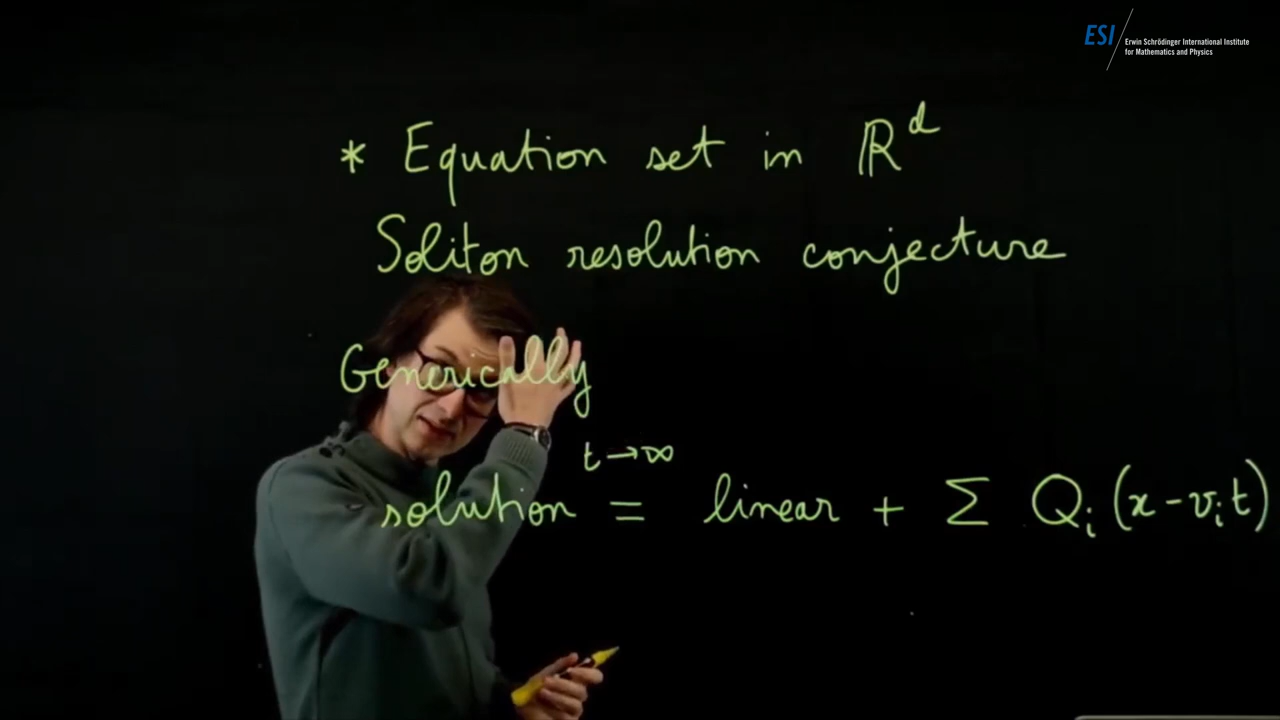 ESI Erwin Schrödinger International Institute
for Mathematics and Physics
* Equation set in ℝ^d
Soliton resolution conjecture
Generically
t→∞
solution = linear + Σ Q_i (x-v_i t)